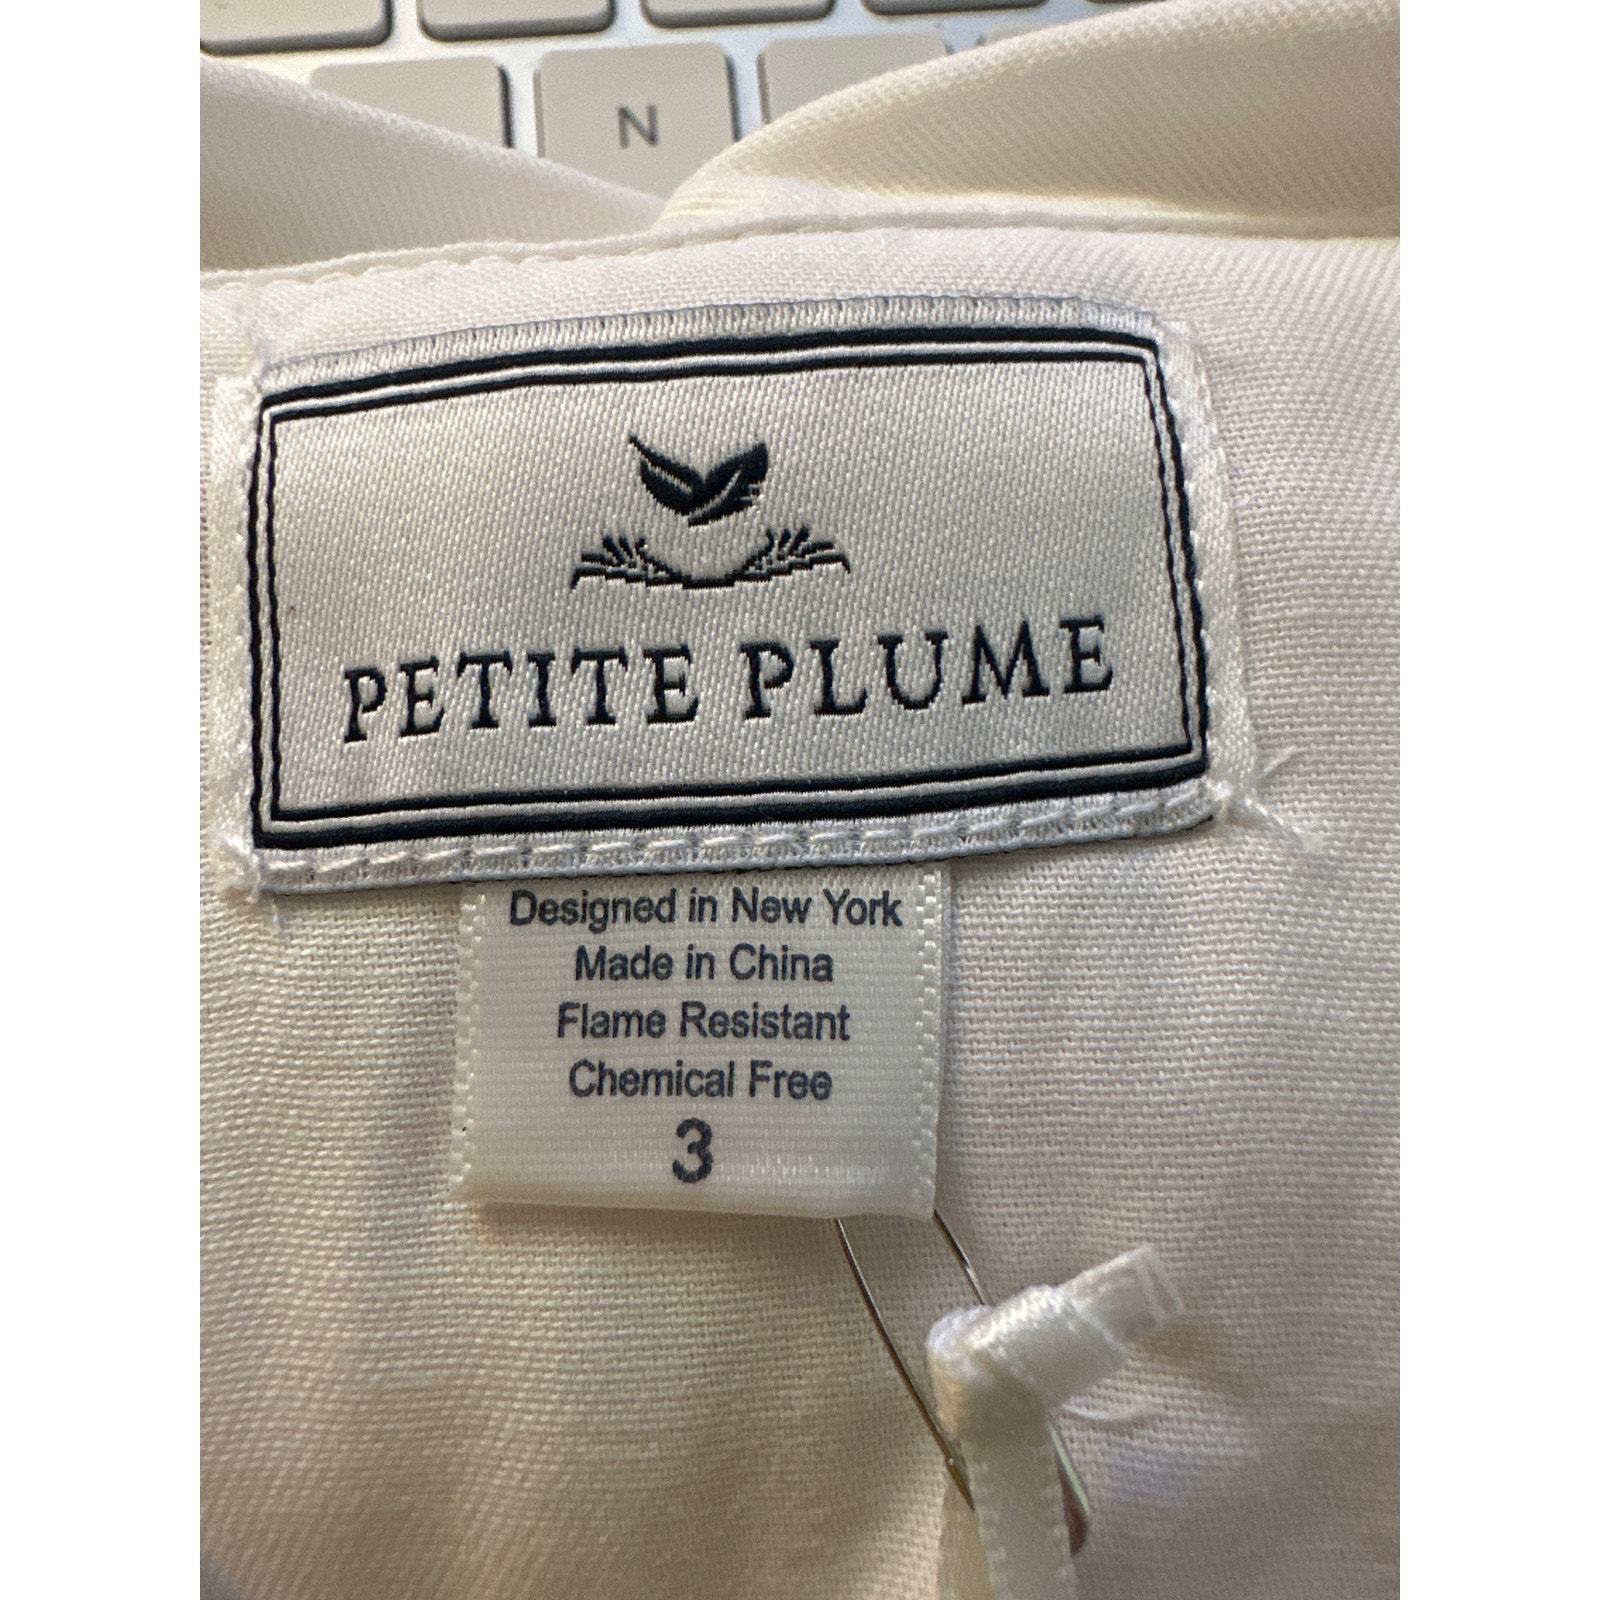 N
PETITE PLUME
Designed in New York
Made in China
Flame Resistant
Chemical Free
3